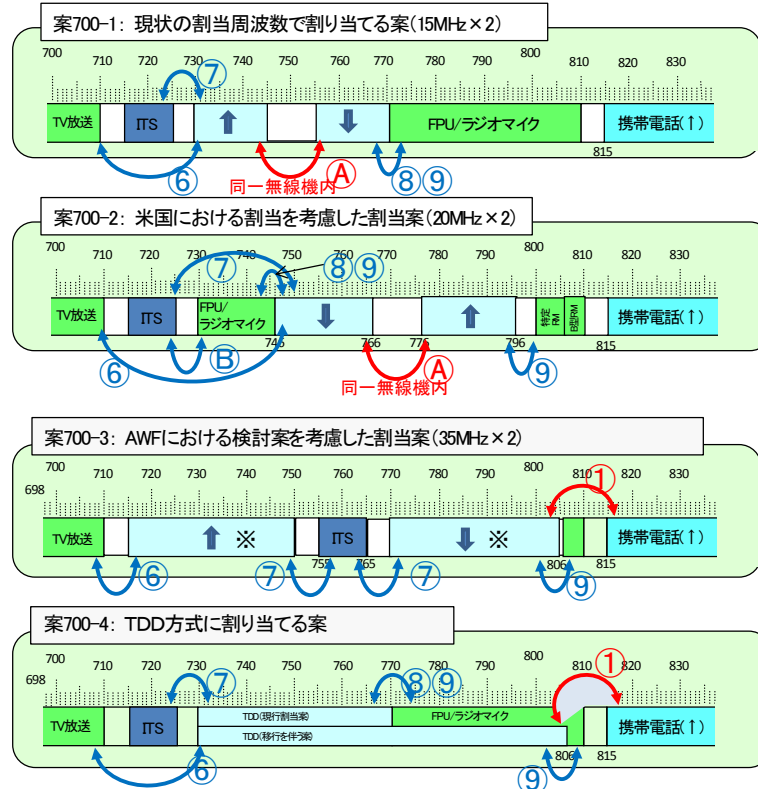 案700-1: 現状の割当周波数で割り当てる案(15MHz×2)
700 710 720 730 740 750 760 770 780 790 800 810 820 830
⑦
TV放送 ITS FPU/ラジオマイク 携帯電話(↑)
815
⑥ Ⓐ ⑧⑨
同一無線機内
案700-2: 米国における割当を考慮した割当案(20MHz×2)
700 710 720 730 740 750 760 770 780 790 800 810 820 830
⑦ ⑧⑨
TV放送 ITS FPU/ラジオマイク 特定RM B型RM 携帯電話(↑)
746 766 776 796 815
⑥ Ⓑ Ⓐ ⑨
同一無線機内
案700-3: AWFにおける検討案を考慮した割当案(35MHz×2)
700 710 720 730 740 750 760 770 780 790 800 810 820 830
698
①
TV放送 ※ ITS ※ 携帯電話(↑)
755 765 806 815
⑥ ⑦ ⑦ ⑨
案700-4: TDD方式に割り当てる案
700 710 720 730 740 750 760 770 780 790 800 810 820 830
698
⑦ ⑧⑨ ①
TV放送 ITS TDD(現行割当案) FPU/ラジオマイク 携帯電話(↑)
TDD(移行を伴う案)
806 815
⑥ ⑨